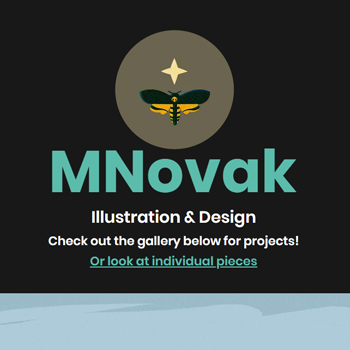 MNovak
Illustration & Design
Check out the gallery below for projects!
Or look at individual pieces